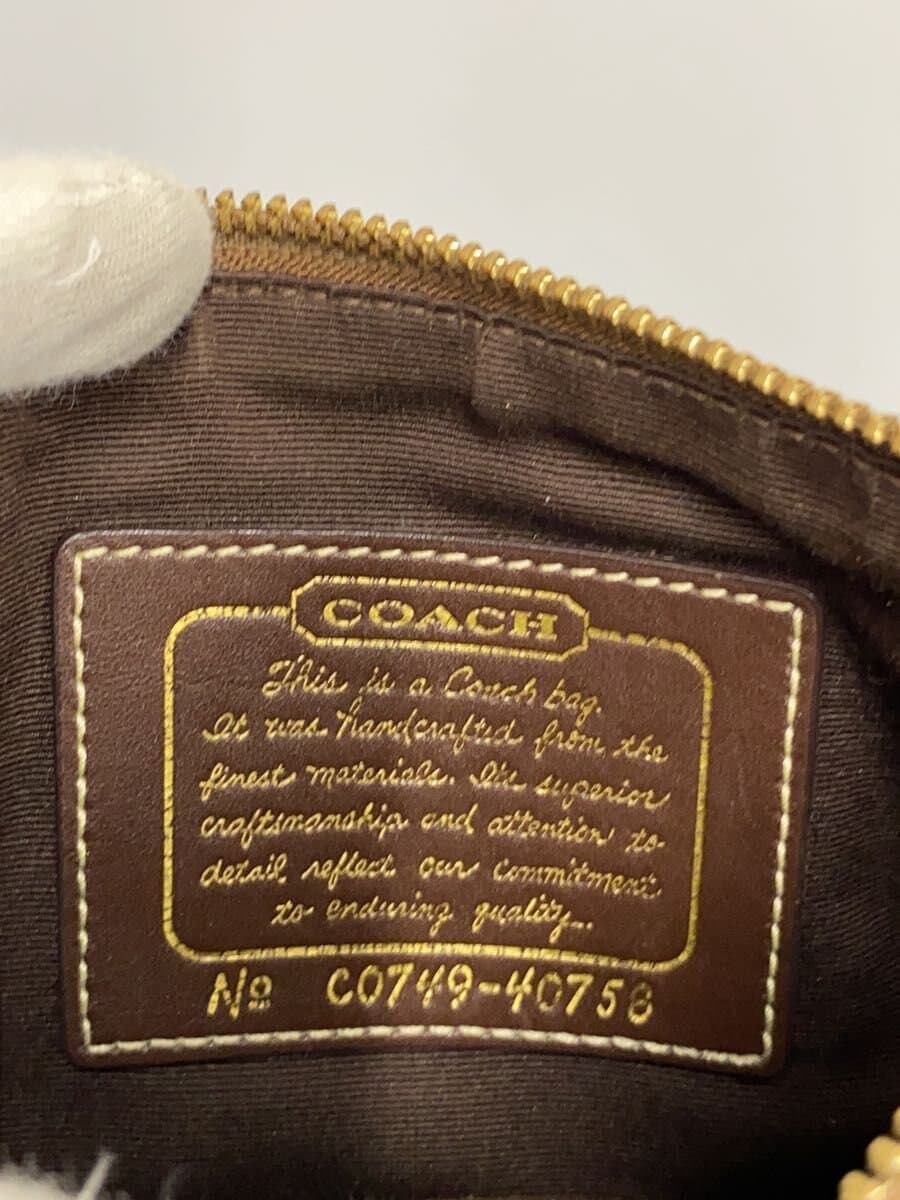 COACH
This is a Coach bag.
It was handcrafted from the
finest materials. Its superior
craftsmanship and attention to
detail reflect our commitment
to enduring quality.
No C0749-40758